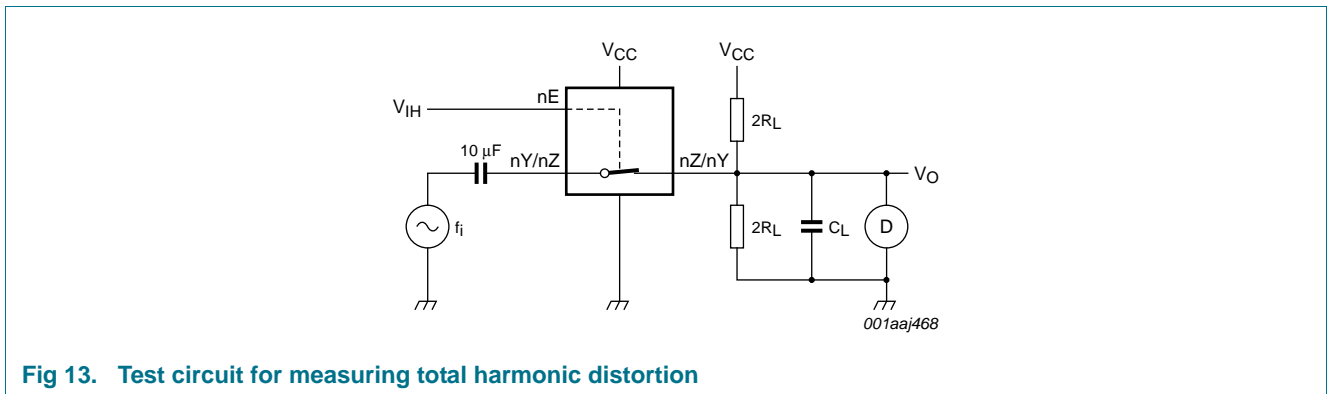 VCC VCC
nE
VIH
2RL
10 μF nY/nZ nZ/nY
VO
fi 2RL CL D
001aaj468
Fig 13. Test circuit for measuring total harmonic distortion